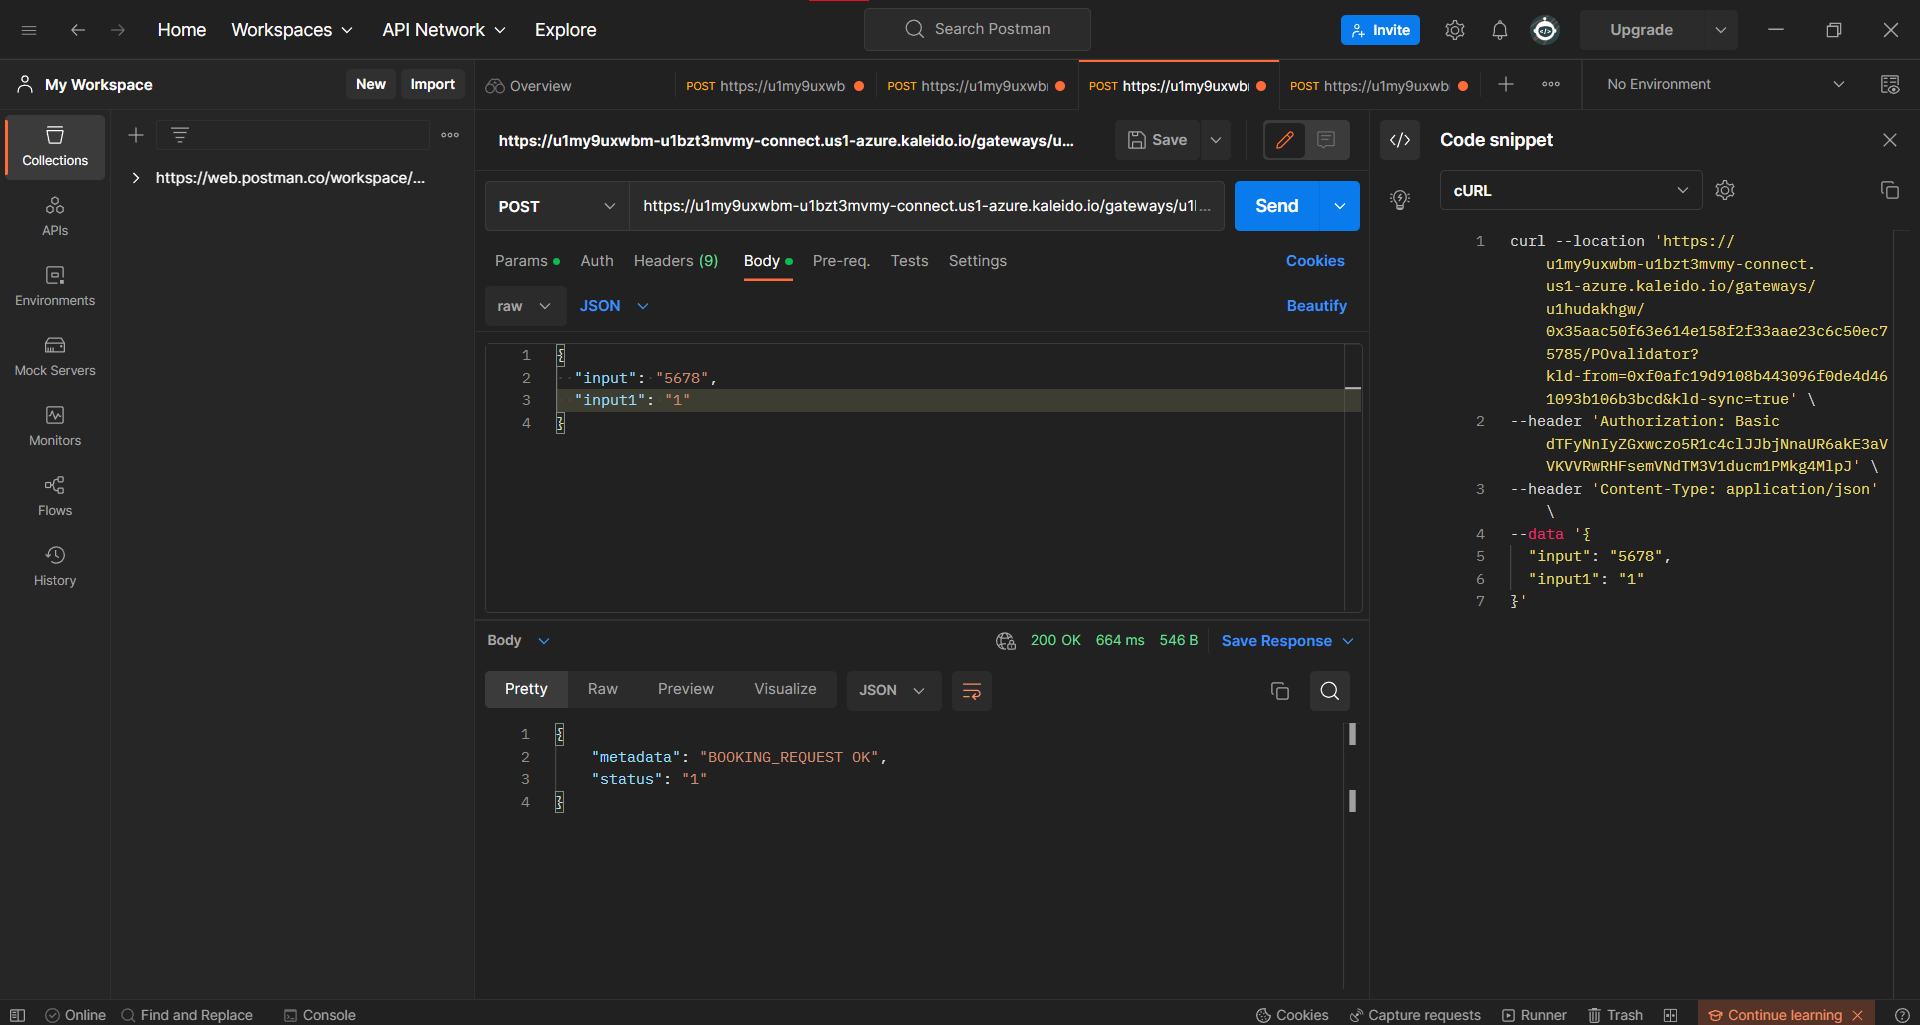 Home Workspaces API Network Explore
Search Postman
Invite
Upgrade
My Workspace New Import
Overview POST https://u1my9uxwb POST https://u1my9uxwb POST https://u1my9uxwb POST https://u1my9uxwb
No Environment
Collections
APIs
Environments
Mock Servers
Monitors
Flows
History
https://web.postman.co/workspace/...
https://u1my9uxwbm-u1bzt3mvmy-connect.us1-azure.kaleido.io/gateways/u...
Save
POST https://u1my9uxwbm-u1bzt3mvmy-connect.us1-azure.kaleido.io/gateways/u1l...
Send
Params Auth Headers (9) Body Pre-req. Tests Settings Cookies
raw JSON Beautify
1 {
2 "input": "5678",
3 "input1": "1"
4 }
Body 200 OK 664 ms 546 B Save Response
Pretty Raw Preview Visualize JSON
1 {
2 "metadata": "BOOKING_REQUEST OK",
3 "status": "1"
4 }
</> Code snippet
cURL
1 curl --location 'https://
u1my9uxwbm-u1bzt3mvmy-connect.
us1-azure.kaleido.io/gateways/
u1hudakhgw/
0x35aac50f63e614e158f2f33aae23c6c50ec7
5785/POvalidator?
kld-from=0xf0afc19d9108b443096f0de4d46
1093b106b3bcd&kld-sync=true' \
2 --header 'Authorization: Basic
dTFyNnIyZGxwczo5R1c4clJJbjNnaUR6akE3aV
VKVVRwRHFsemVNdTM3V1ducm1PMkg4MlpJ' \
3 --header 'Content-Type: application/json'
\
4 --data '{
5 "input": "5678",
6 "input1": "1"
7 }'
Online Find and Replace Console
Cookies Capture requests Runner Trash Continue learning